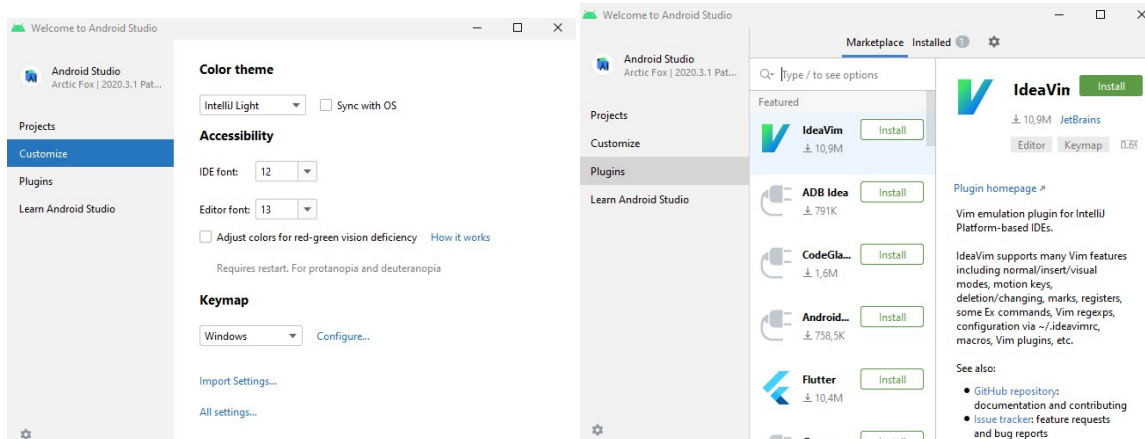 Welcome to Android Studio
Android Studio
Arctic Fox | 2020.3.1 Pat...
Projects
Customize
Plugins
Learn Android Studio
Color theme
IntelliJ Light
Sync with OS
Accessibility
IDE font: 12
Editor font: 13
Adjust colors for red-green vision deficiency How it works
Requires restart. For protanopia and deuteranopia
Keymap
Windows Configure...
Import Settings...
All settings...
Welcome to Android Studio
Android Studio
Arctic Fox | 2020.3.1 Pat...
Projects
Customize
Plugins
Learn Android Studio
Marketplace Installed 1
Type / to see options
Featured
IdeaVim Install
10,9M
ADB Idea Install
791K
CodeGla... Install
1,6M
Android... Install
758,5K
Flutter Install
10,4M
IdeaVim Install
10,9M JetBrains
Editor Keymap
Plugin homepage
Vim emulation plugin for IntelliJ
Platform-based IDEs.
IdeaVim supports many Vim features
including normal/insert/visual
modes, motion keys,
deletion/changing, marks, registers,
some Ex commands, Vim regexps,
configuration via ~/.ideavimrc,
macros, Vim plugins, etc.
See also:
GitHub repository:
documentation and contributing
Issue tracker: feature requests
and bug reports